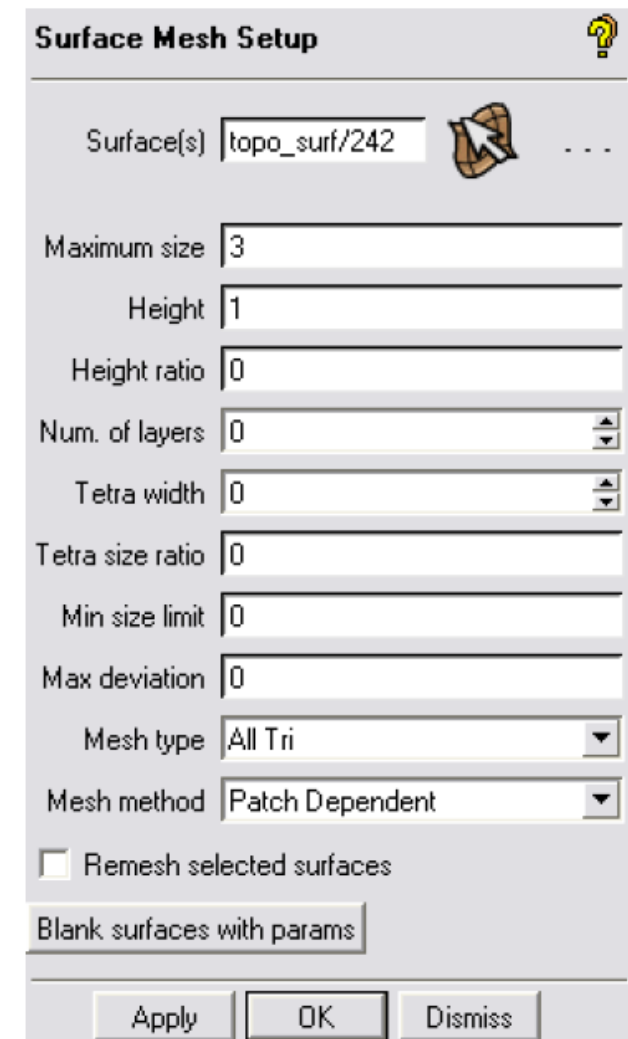 Surface Mesh Setup
Surface(s) topo_surf/242 ...
Maximum size 3
Height 1
Height ratio 0
Num. of layers 0
Tetra width 0
Tetra size ratio 0
Min size limit 0
Max deviation 0
Mesh type All Tri
Mesh method Patch Dependent
Remesh selected surfaces
Blank surfaces with params
Apply OK Dismiss